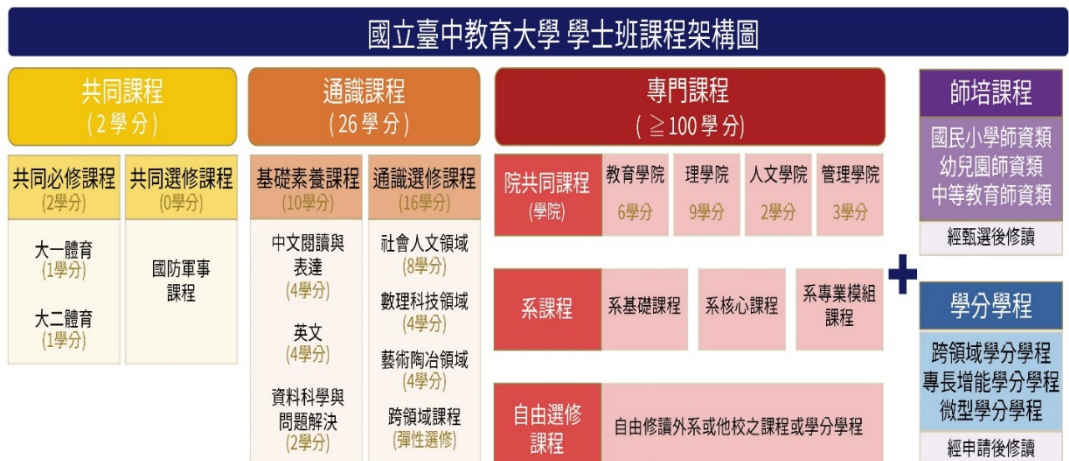 國立臺中教育大學 學士班課程架構圖
共同課程
(2學分)
共同必修課程
(2學分)
大一體育
(1學分)
大二體育
(1學分)
共同選修課程
(0學分)
國防軍事
課程
通識課程
(26學分)
基礎素養課程
(10學分)
中文閱讀與
表達
(4學分)
英文
(4學分)
資料科學與
問題解決
(2學分)
通識選修課程
(16學分)
社會人文領域
(8學分)
數理科技領域
(4學分)
藝術陶冶領域
(4學分)
跨領域課程
(彈性選修)
專門課程
(≧100學分)
院共同課程
(學院)
教育學院
6學分
理學院
9學分
人文學院
2學分
管理學院
3學分
系課程
系基礎課程
系核心課程
系專業模組
課程
自由選修
課程
自由修讀外系或他校之課程或學分學程
+
師培課程
國民小學師資類
幼兒園師資類
中等教育師資類
經甄選後修讀
學分學程
跨領域學分學程
專長增能學分學程
微型學分學程
經申請後修讀